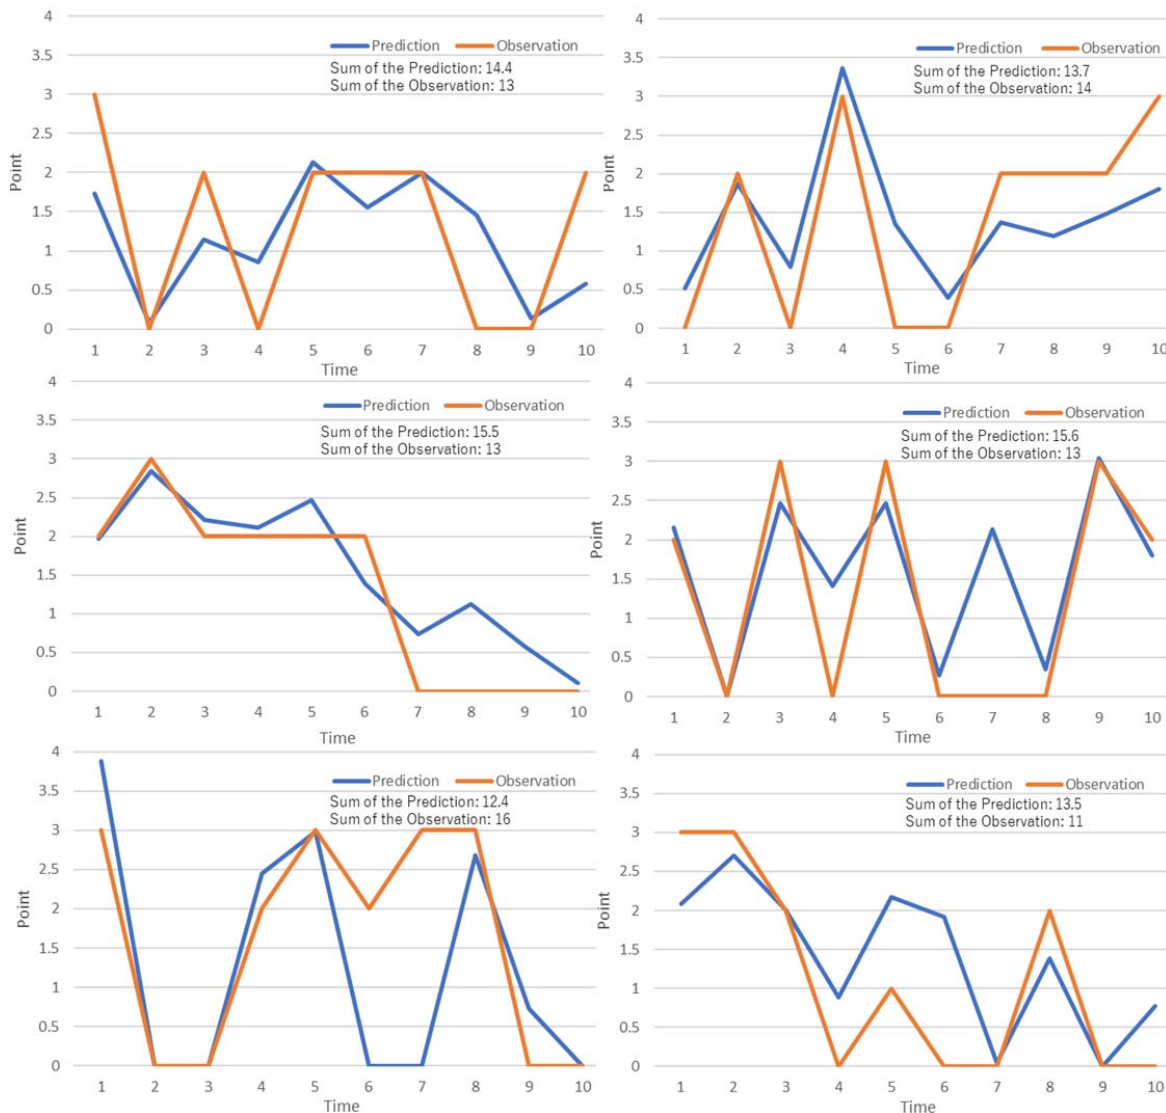 4
Prediction Observation
3.5
Sum of the Prediction: 14.4
Sum of the Observation: 13
3
2.5
2
1.5
1
0.5
0
Point
1 2 3 4 5 6 7 8 9 10
Time
4
Prediction Observation
3.5
Sum of the Prediction: 13.7
Sum of the Observation: 14
3
2.5
2
1.5
1
0.5
0
Point
1 2 3 4 5 6 7 8 9 10
Time
4
Prediction Observation
3.5
Sum of the Prediction: 15.5
Sum of the Observation: 13
3
2.5
2
1.5
1
0.5
0
Point
1 2 3 4 5 6 7 8 9 10
Time
4
Prediction Observation
3.5
Sum of the Prediction: 15.6
Sum of the Observation: 13
3
2.5
2
1.5
1
0.5
0
Point
1 2 3 4 5 6 7 8 9 10
Time
4
Prediction Observation
3.5
Sum of the Prediction: 12.4
Sum of the Observation: 16
3
2.5
2
1.5
1
0.5
0
Point
1 2 3 4 5 6 7 8 9 10
Time
4
Prediction Observation
3.5
Sum of the Prediction: 13.5
Sum of the Observation: 11
3
2.5
2
1.5
1
0.5
0
Point
1 2 3 4 5 6 7 8 9 10
Time